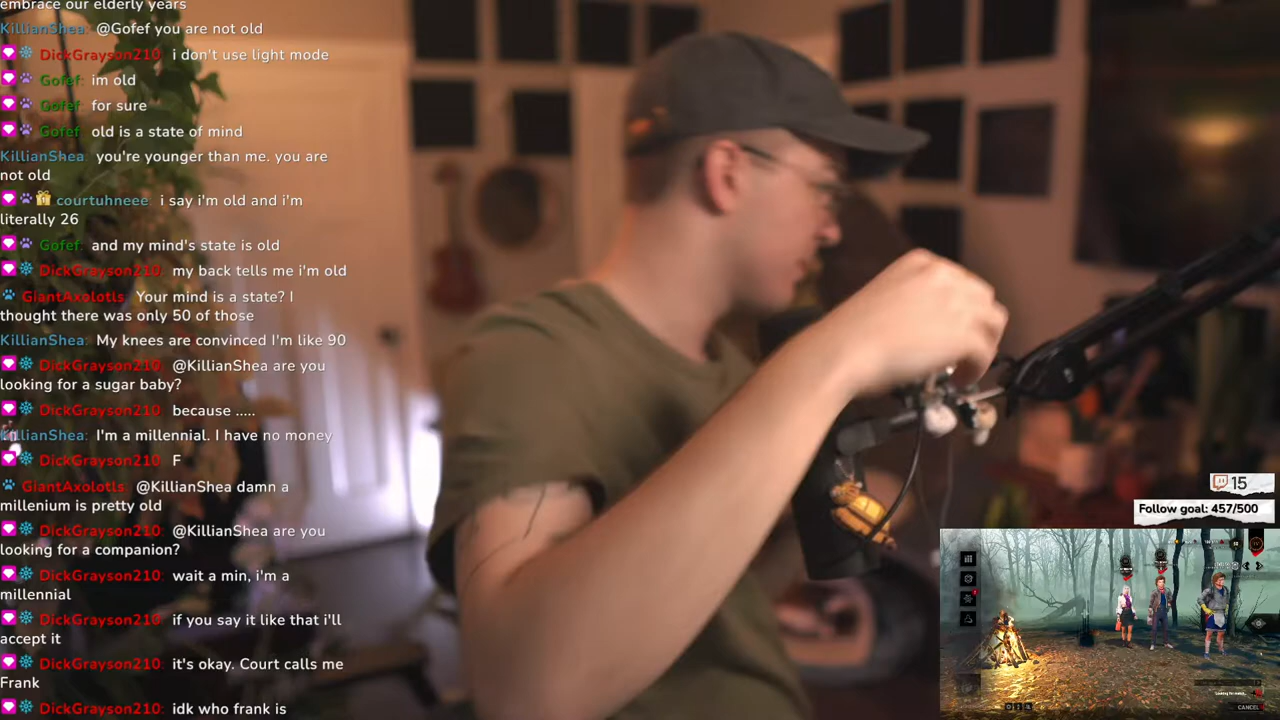 embrace our elderly years
KillianShea: @Gofef you are not old
DickGrayson210: i don't use light mode
Gofef: im old
Gofef: for sure
Gofef: old is a state of mind
KillianShea: you're younger than me. you are
not old
courtuhneee: i say i'm old and i'm
literally 26
Gofef: and my mind's state is old
DickGrayson210: my back tells me i'm old
GiantAxolotls: Your mind is a state? I
thought there was only 50 of those
KillianShea: My knees are convinced I'm like 90
DickGrayson210: @KillianShea are you
looking for a sugar baby?
DickGrayson210: because .....
KillianShea: I'm a millennial. I have no money
DickGrayson210: F
GiantAxolotls: @KillianShea damn a
millenium is pretty old
DickGrayson210: @KillianShea are you
looking for a companion?
DickGrayson210: wait a min, i'm a
millennial
DickGrayson210: if you say it like that i'll
accept it
DickGrayson210: it's okay. Court calls me
Frank
DickGrayson210: idk who frank is
15
Follow goal: 457/500
CANCEL